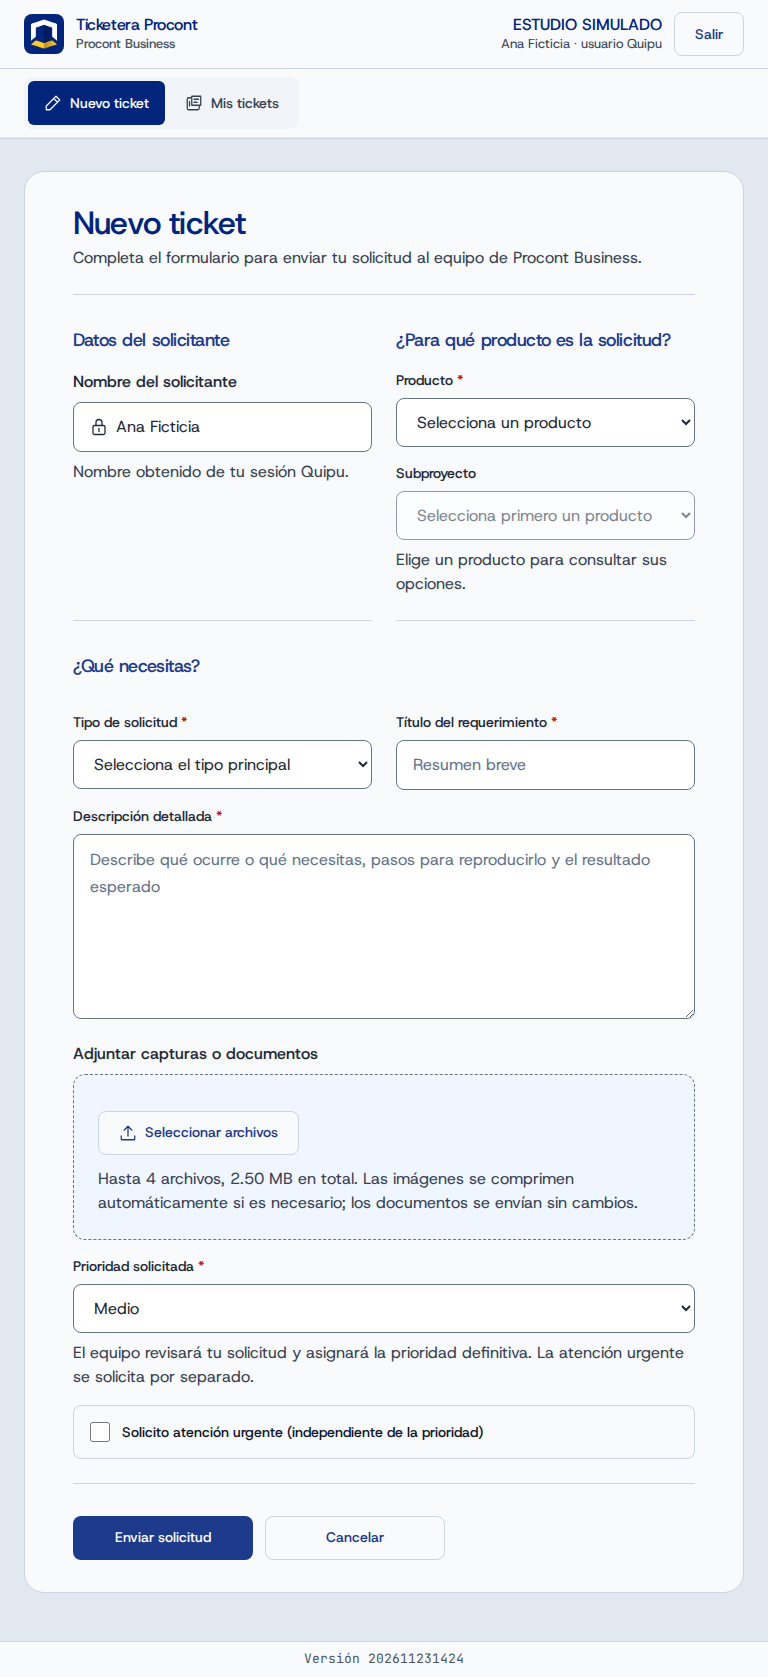 Ticketera Procont
Procont Business
ESTUDIO SIMULADO
Ana Ficticia · usuario Quipu
Salir
Nuevo ticket
Mis tickets
Nuevo ticket
Completa el formulario para enviar tu solicitud al equipo de Procont Business.
Datos del solicitante
Nombre del solicitante
Ana Ficticia
Nombre obtenido de tu sesión Quipu.
¿Para qué producto es la solicitud?
Producto *
Selecciona un producto
Subproyecto
Selecciona primero un producto
Elige un producto para consultar sus
opciones.
¿Qué necesitas?
Tipo de solicitud *
Selecciona el tipo principal
Título del requerimiento *
Resumen breve
Descripción detallada *
Describe qué ocurre o qué necesitas, pasos para reproducirlo y el resultado
esperado
Adjuntar capturas o documentos
Seleccionar archivos
Hasta 4 archivos, 2.50 MB en total. Las imágenes se comprimen
automáticamente si es necesario; los documentos se envían sin cambios.
Prioridad solicitada *
Medio
El equipo revisará tu solicitud y asignará la prioridad definitiva. La atención urgente
se solicita por separado.
Solicito atención urgente (independiente de la prioridad)
Enviar solicitud
Cancelar
Versión 202611231424